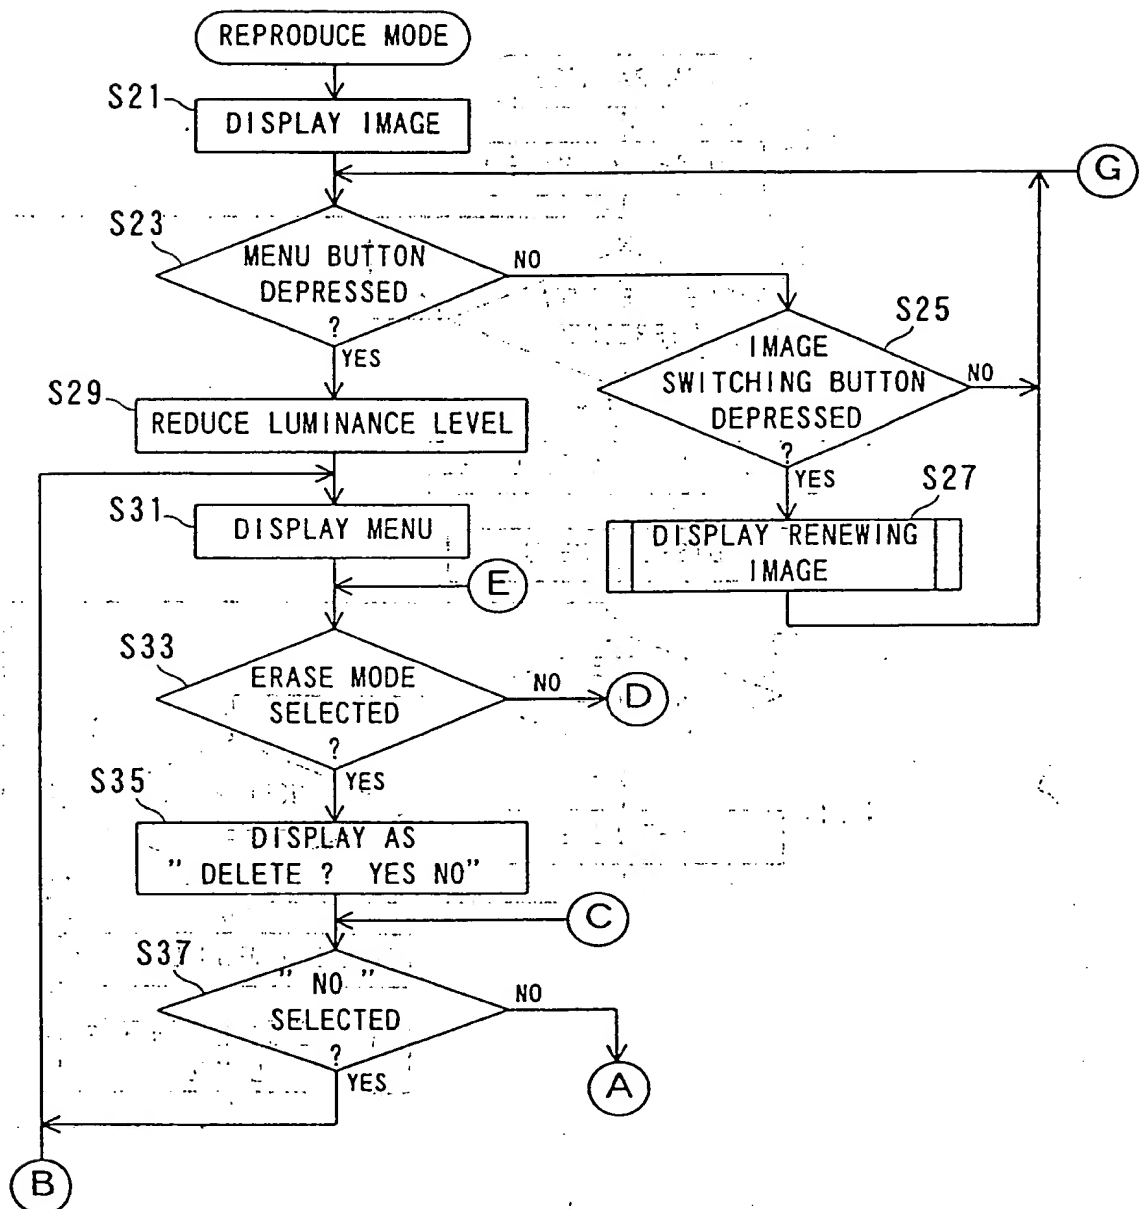 REPRODUCE MODE
S21
DISPLAY IMAGE
G
S23
MENU BUTTON
DEPRESSED
?
NO
YES
S25
IMAGE
SWITCHING BUTTON
DEPRESSED
?
NO
YES
S29
REDUCE LUMINANCE LEVEL
S27
DISPLAY RENEWING
IMAGE
S31
DISPLAY MENU
E
S33
ERASE MODE
SELECTED
?
NO
D
YES
S35
DISPLAY AS
" DELETE ? YES NO"
C
S37
" NO "
SELECTED
?
NO
A
YES
B